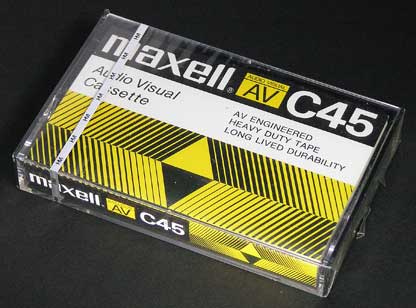 maxell®
AUDIO VISUAL
AV C45
Audio Visual
Cassette
AV ENGINEERED
HEAVY DUTY TAPE
LONG LIVED DURABILITY
maxell. AV C45